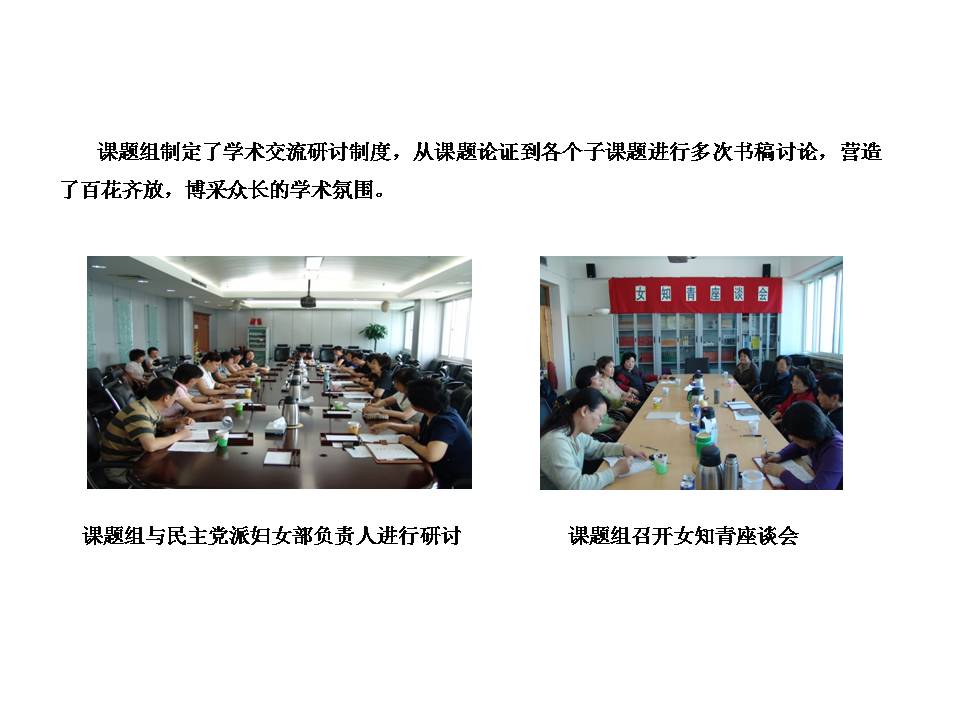 课题组制定了学术交流研讨制度，从课题论证到各个子课题进行多次书稿讨论，营造
了百花齐放，博采众长的学术氛围。
女知青座谈会
课题组与民主党派妇女部负责人进行研讨
课题组召开女知青座谈会